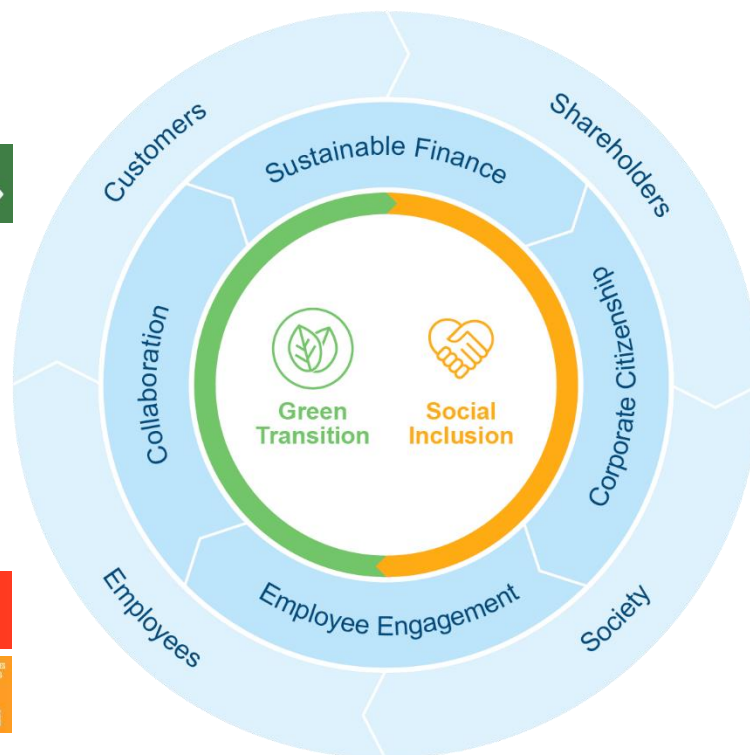 Customers
Shareholders
Sustainable Finance
Collaboration
Corporate Citizenship
Green
Transition
Social
Inclusion
Employee Engagement
Employees
Society